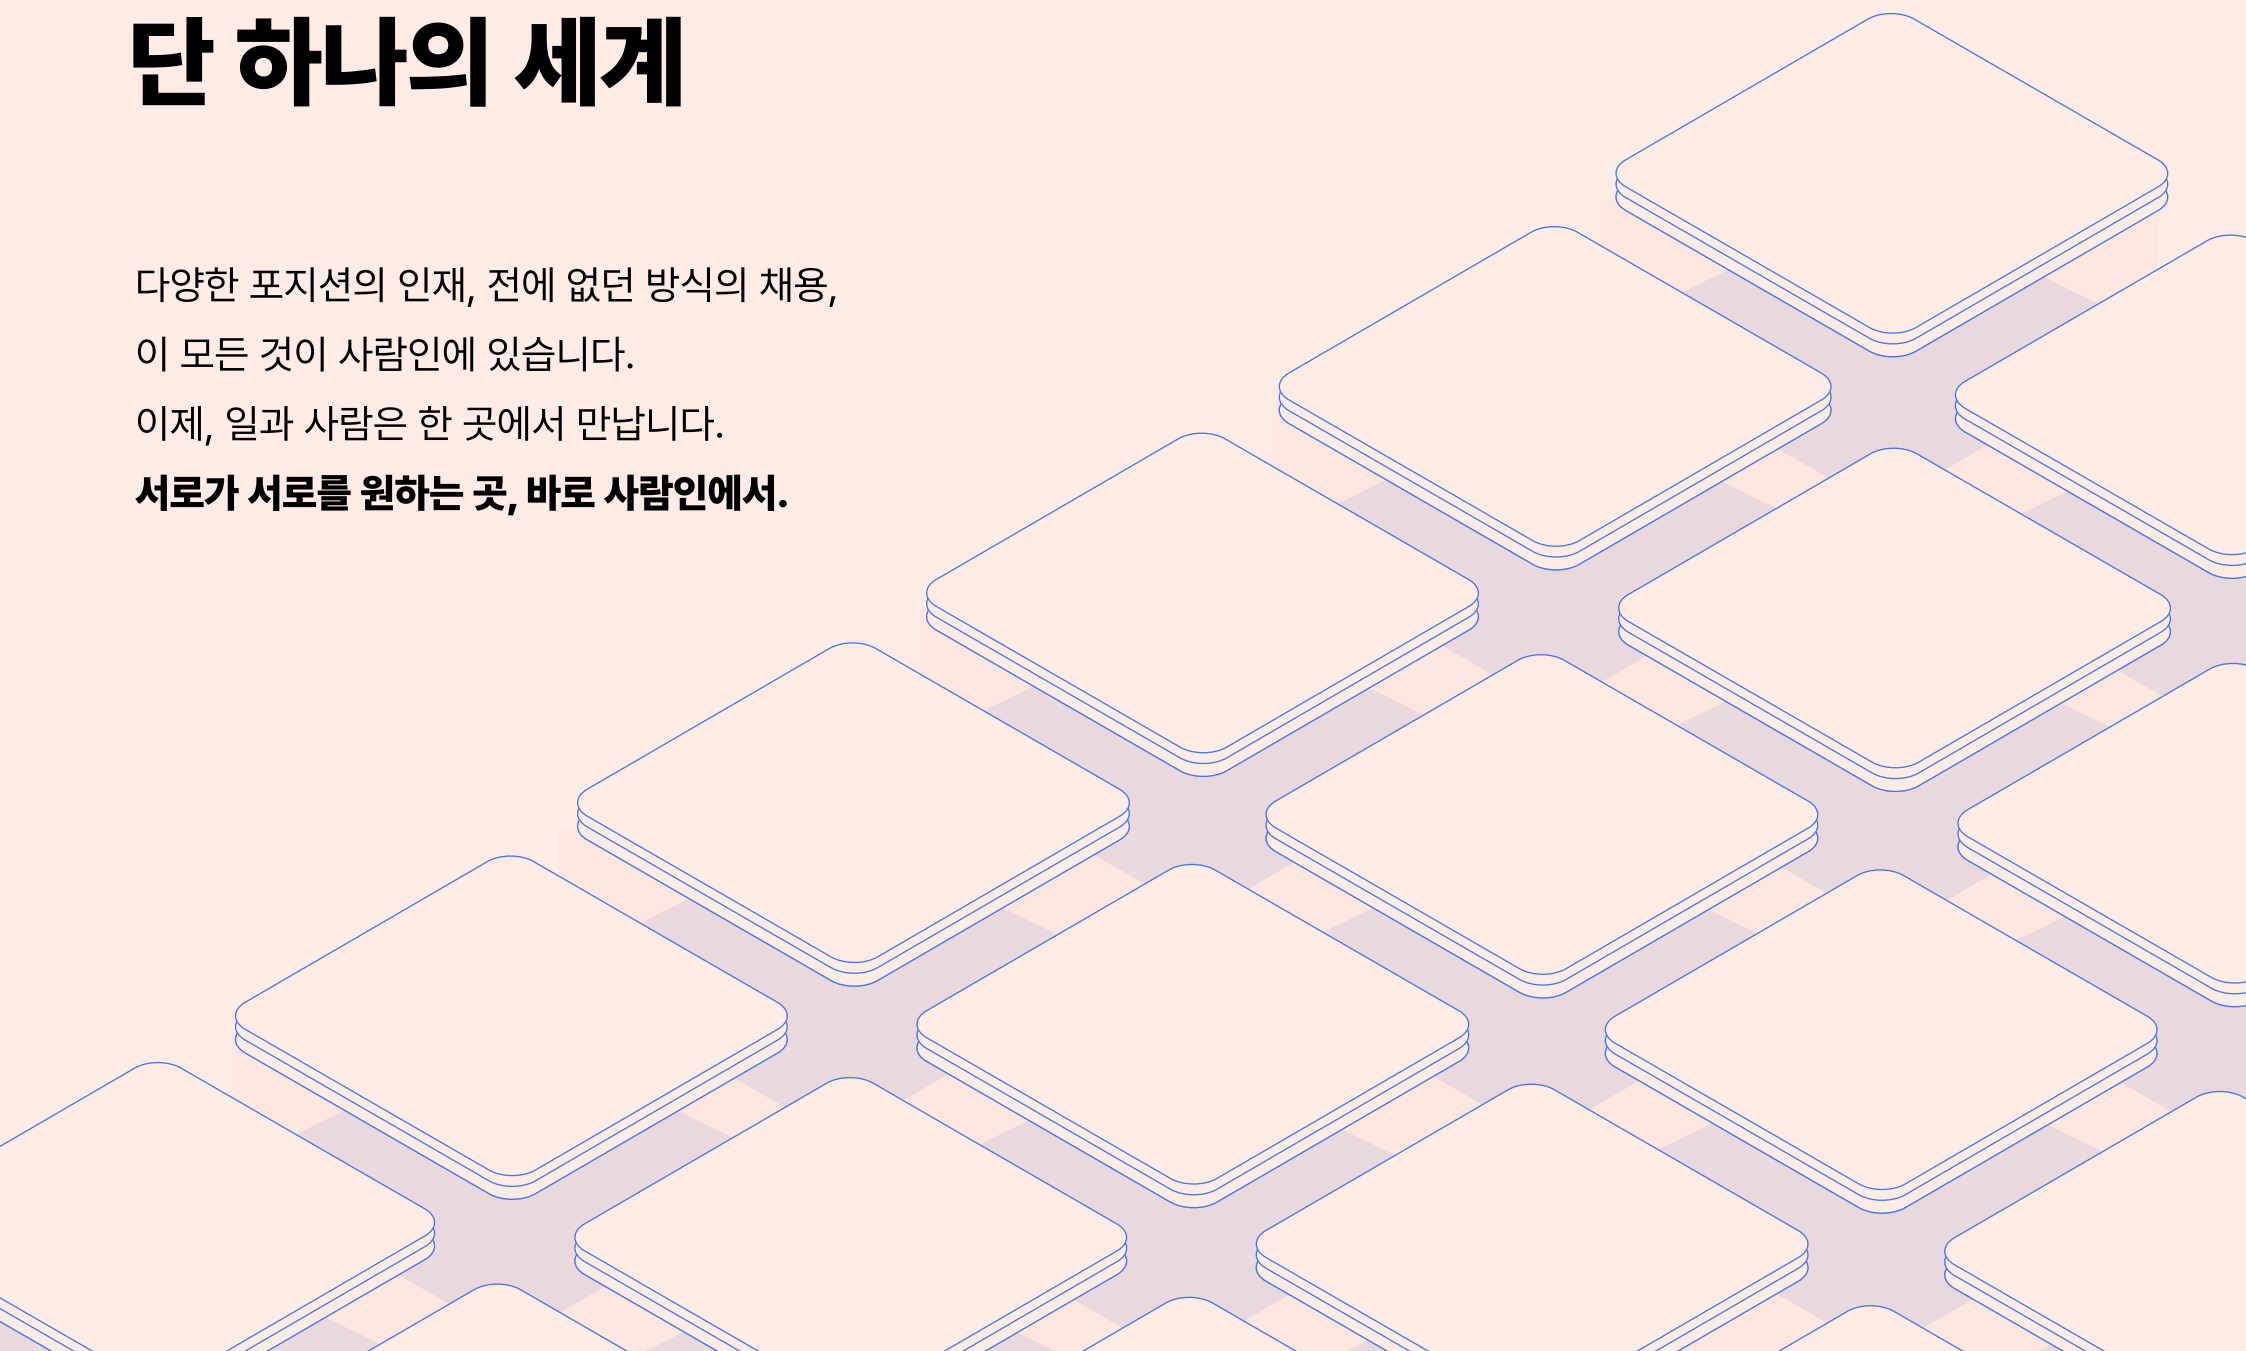 단 하나의 세계
다양한 포지션의 인재, 전에 없던 방식의 채용,
이 모든 것이 사람인에 있습니다.
이제, 일과 사람은 한 곳에서 만납니다.
서로가 서로를 원하는 곳, 바로 사람인에서.